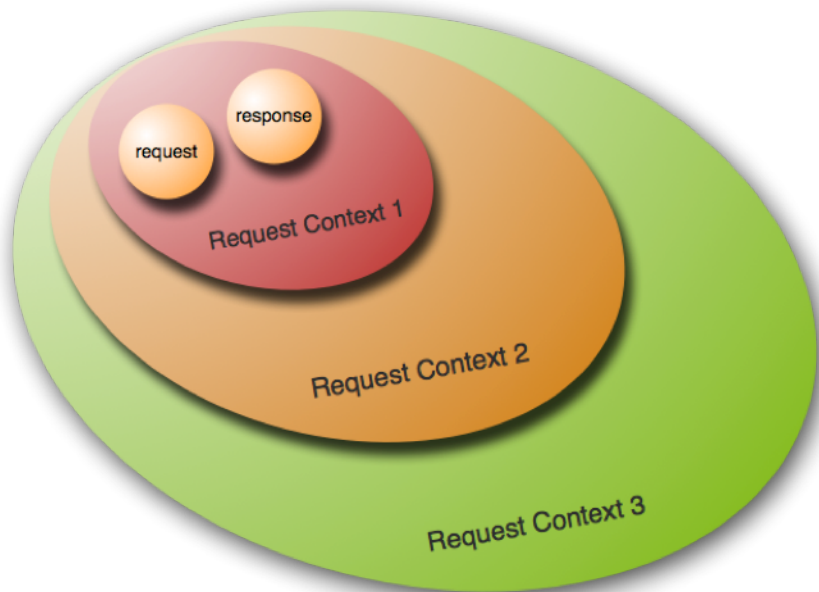 response
request
Request Context 1
Request Context 2
Request Context 3